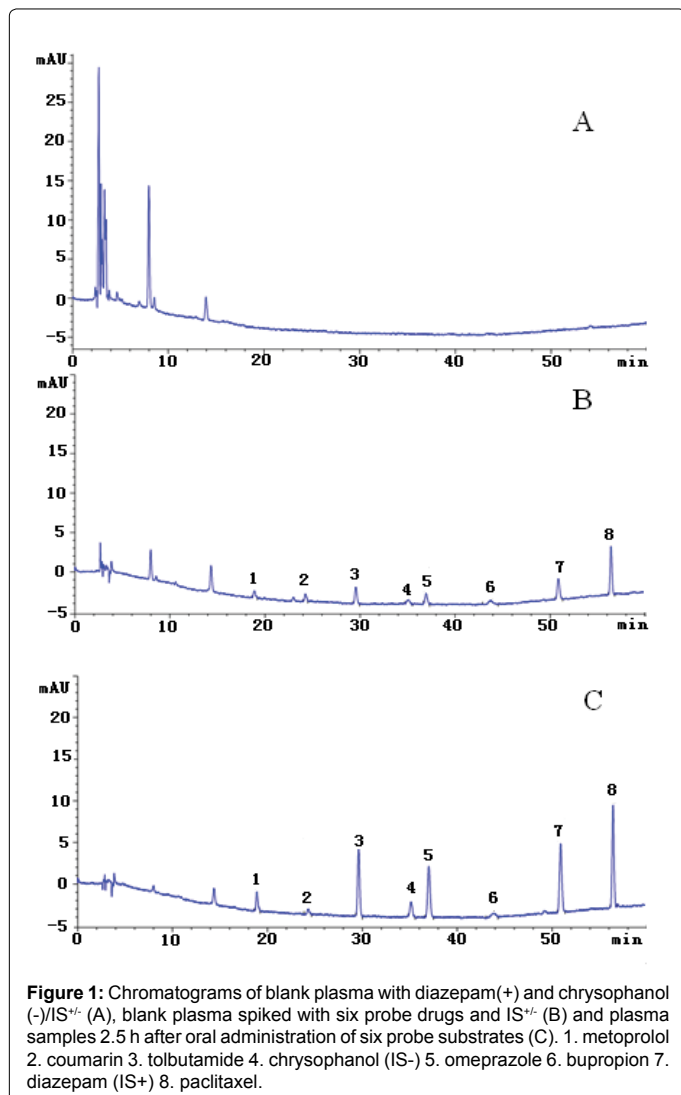 mAU
25
20
15
10
5
0
-5
A
0 10 20 30 40 50 min
mAU
20
15
10
5
0
-5
B
1 2 3 4 5 6 7 8
0 10 20 30 40 50 min
mAU
20
15
10
5
0
-5
C
1 2 3 4 5 6 7 8
0 10 20 30 40 50 min
Figure 1: Chromatograms of blank plasma with diazepam(+) and chrysophanol
(-)/IS+/- (A), blank plasma spiked with six probe drugs and IS+/- (B) and plasma
samples 2.5 h after oral administration of six probe substrates (C). 1. metoprolol
2. coumarin 3. tolbutamide 4. chrysophanol (IS-) 5. omeprazole 6. bupropion 7.
diazepam (IS+) 8. paclitaxel.